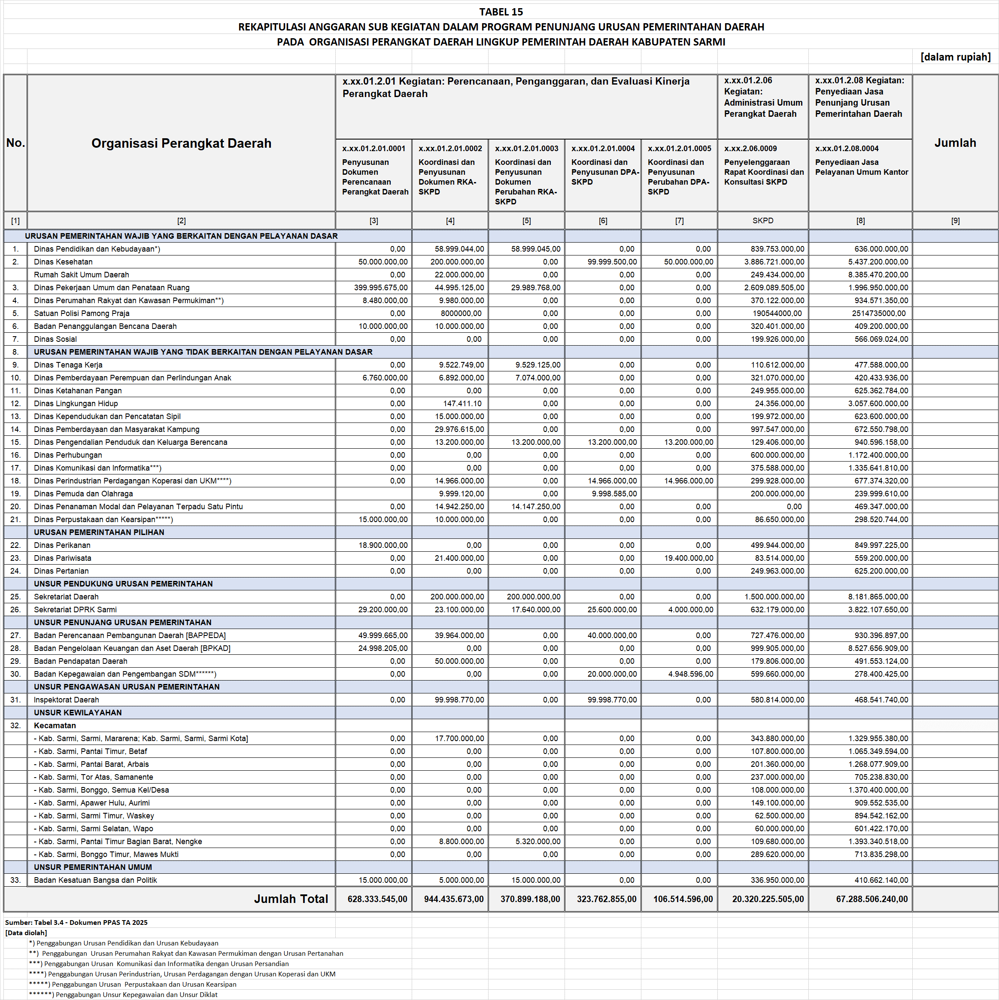 TABEL 15
REKAPITULASI ANGGARAN SUB KEGIATAN DALAM PROGRAM PENUNJANG URUSAN PEMERINTAHAN DAERAH
PADA  ORGANISASI PERANGKAT DAERAH LINGKUP PEMERINTAH DAERAH KABUPATEN SARMI
[dalam rupiah]
No.
Organisasi Perangkat Daerah
x.xx.01.2.01 Kegiatan: Perencanaan, Penganggaran, dan Evaluasi Kinerja
Perangkat Daerah
x.xx.01.2.06
Kegiatan:
Administrasi Umum
Perangkat Daerah
x.xx.01.2.08 Kegiatan:
Penyediaan Jasa
Penunjang Urusan
Pemerintahan Daerah
Jumlah
x.xx.01.2.01.0001
Penyusunan
Dokumen
Perencanaan
Perangkat Daerah
x.xx.01.2.01.0002
Koordinasi dan
Penyusunan
Dokumen RKA-
SKPD
x.xx.01.2.01.0003
Koordinasi dan
Penyusunan
Dokumen
Perubahan RKA-
SKPD
x.xx.01.2.01.0004
Koordinasi dan
Penyusunan DPA-
SKPD
x.xx.01.2.01.0005
Koordinasi dan
Penyusunan
Perubahan DPA-
SKPD
x.xx.2.06.0009
Penyelenggaraan
Rapat Koordinasi dan
Konsultasi SKPD
x.xx.01.2.08.0004
Penyediaan Jasa
Pelayanan Umum Kantor
[1] [2] [3] [4] [5] [6] [7] SKPD [8] [9]
URUSAN PEMERINTAHAN WAJIB YANG BERKAITAN DENGAN PELAYANAN DASAR
1. Dinas Pendidikan dan Kebudayaan*) 0,00 58.999.044,00 58.999.045,00 0,00 0,00 839.753.000,00 636.000.000,00
2. Dinas Kesehatan 50.000.000,00 200.000.000,00 0,00 99.999.500,00 50.000.000,00 3.886.721.000,00 5.437.200.000,00
Rumah Sakit Umum Daerah 0,00 22.000.000,00 0,00 0,00 0,00 249.434.000,00 8.385.470.200,00
3. Dinas Pekerjaan Umum dan Penataan Ruang 399.995.675,00 44.995.125,00 29.989.768,00 0,00 0,00 2.609.089.505,00 1.996.950.000,00
4. Dinas Perumahan Rakyat dan Kawasan Permukiman**) 8.480.000,00 9.980.000,00 0,00 0,00 0,00 370.122.000,00 934.571.350,00
5. Satuan Polisi Pamong Praja 0,00 8000000,00 0,00 0,00 0,00 190544000,00 2514735000,00
6. Badan Penanggulangan Bencana Daerah 10.000.000,00 10.000.000,00 0,00 0,00 0,00 320.401.000,00 409.200.000,00
7. Dinas Sosial 0,00 0,00 0,00 0,00 0,00 199.926.000,00 566.069.024,00
8. URUSAN PEMERINTAHAN WAJIB YANG TIDAK BERKAITAN DENGAN PELAYANAN DASAR
9. Dinas Tenaga Kerja 0,00 9.522.749,00 9.529.125,00 0,00 0,00 110.612.000,00 477.588.000,00
10. Dinas Pemberdayaan Perempuan dan Perlindungan Anak 6.760.000,00 6.892.000,00 7.074.000,00 0,00 0,00 321.070.000,00 420.433.936,00
11. Dinas Ketahanan Pangan 0,00 0,00 0,00 0,00 0,00 249.955.000,00 625.362.784,00
12. Dinas Lingkungan Hidup 0,00 147.411.10 0,00 0,00 0,00 24.356.000,00 3.057.600.000,00
13. Dinas Kependudukan dan Pencatatan Sipil 0,00 15.000.000,00 0,00 0,00 0,00 199.972.000,00 623.600.000,00
14. Dinas Pemberdayaan dan Masyarakat Kampung 0,00 29.976.615,00 0,00 0,00 0,00 997.547.000,00 672.550.798,00
15. Dinas Pengendalian Penduduk dan Keluarga Berencana 0,00 13.200.000,00 13.200.000,00 13.200.000,00 13.200.000,00 129.406.000,00 940.596.158,00
16. Dinas Perhubungan 0,00 0,00 0,00 0,00 0,00 600.000.000,00 1.172.400.000,00
17. Dinas Komunikasi dan Informatika***) 0,00 0,00 0,00 0,00 0,00 375.588.000,00 1.335.641.810,00
18. Dinas Perindustrian Perdagangan Koperasi dan UKM****) 0,00 14.966.000,00 0,00 14.966.000,00 14.966.000,00 299.928.000,00 677.374.320,00
19. Dinas Pemuda dan Olahraga 9.999.120,00 0,00 9.998.585,00 200.000.000,00 239.999.610,00
20. Dinas Penanaman Modal dan Pelayanan Terpadu Satu Pintu 0,00 14.942.250,00 14.147.250,00 0,00 0,00 0,00 469.347.000,00
21. Dinas Perpustakaan dan Kearsipan*****) 15.000.000,00 10.000.000,00 0,00 0,00 0,00 86.650.000,00 298.520.744,00
URUSAN PEMERINTAHAN PILIHAN
22. Dinas Perikanan 18.900.000,00 0,00 0,00 0,00 0,00 499.944.000,00 849.997.225,00
23. Dinas Pariwisata 0,00 21.400.000,00 0,00 0,00 19.400.000,00 83.514.000,00 559.200.000,00
24. Dinas Pertanian 0,00 0,00 0,00 0,00 0,00 249.963.000,00 625.200.000,00
UNSUR PENDUKUNG URUSAN PEMERINTAHAN
25. Sekretariat Daerah 0,00 200.000.000,00 200.000.000,00 0,00 0,00 1.500.000.000,00 8.181.865.000,00
26. Sekretariat DPRK Sarmi 29.200.000,00 23.100.000,00 17.640.000,00 25.600.000,00 4.000.000,00 632.179.000,00 3.822.107.650,00
UNSUR PENUNJANG URUSAN PEMERINTAHAN
27. Badan Perencanaan Pembangunan Daerah [BAPPEDA] 49.999.665,00 39.964.000,00 0,00 40.000.000,00 0,00 727.476.000,00 930.396.897,00
28. Badan Pengelolaan Keuangan dan Aset Daerah [BPKAD] 24.998.205,00 0,00 0,00 0,00 0,00 999.905.000,00 8.527.656.909,00
29. Badan Pendapatan Daerah 0,00 50.000.000,00 0,00 0,00 0,00 179.806.000,00 491.553.124,00
30. Badan Kepegawaian dan Pengembangan SDM******) 0,00 0,00 0,00 20.000.000,00 4.948.596,00 599.660.000,00 278.400.425,00
UNSUR PENGAWASAN URUSAN PEMERINTAHAN
31. Inspektorat Daerah 0,00 99.998.770,00 0,00 99.998.770,00 0,00 580.814.000,00 468.541.740,00
UNSUR KEWILAYAHAN
32. Kecamatan
- Kab. Sarmi, Sarmi, Mararena; Kab. Sarmi, Sarmi, Sarmi Kota] 0,00 17.700.000,00 0,00 0,00 0,00 343.880.000,00 1.329.955.380,00
- Kab. Sarmi, Pantai Timur, Betaf 0,00 0,00 0,00 0,00 0,00 107.800.000,00 1.065.349.594,00
- Kab. Sarmi, Pantai Barat, Arbais 0,00 0,00 0,00 0,00 0,00 201.360.000,00 1.268.077.909,00
- Kab. Sarmi, Tor Atas, Samanente 0,00 0,00 0,00 0,00 0,00 237.000.000,00 705.238.830,00
- Kab. Sarmi, Bonggo, Semua Kel/Desa 0,00 0,00 0,00 0,00 0,00 108.000.000,00 1.370.400.000,00
- Kab. Sarmi, Apawer Hulu, Aurimi 0,00 0,00 0,00 0,00 0,00 149.100.000,00 909.552.535,00
- Kab. Sarmi, Sarmi Timur, Waskey 0,00 0,00 0,00 0,00 0,00 62.500.000,00 894.542.162,00
- Kab. Sarmi, Sarmi Selatan, Wapo 0,00 0,00 0,00 0,00 0,00 60.000.000,00 601.422.170,00
- Kab. Sarmi, Pantai Timur Bagian Barat, Nengke 0,00 8.800.000,00 5.320.000,00 0,00 0,00 109.680.000,00 1.393.340.518,00
- Kab. Sarmi, Bonggo Timur, Mawes Mukti 0,00 0,00 0,00 0,00 0,00 289.620.000,00 713.835.298,00
UNSUR PEMERINTAHAN UMUM
33. Badan Kesatuan Bangsa dan Politik 15.000.000,00 5.000.000,00 15.000.000,00 0,00 0,00 336.950.000,00 410.662.140,00
Jumlah Total 628.333.545,00 944.435.673,00 370.899.188,00 323.762.855,00 106.514.596,00 20.320.225.505,00 67.288.506.240,00
Sumber: Tabel 3.4 - Dokumen PPAS TA 2025
[Data diolah]
*) Penggabungan Urusan Pendidikan dan Urusan Kebudayaan
**)  Penggabungan  Urusan Perumahan Rakyat dan Kawasan Permukiman dengan Urusan Pertanahan
***) Penggabungan Urusan  Komunikasi dan Informatika dengan Urusan Persandian
****) Penggabungan Urusan Perindustrian, Urusan Perdagangan dengan Urusan Koperasi dan UKM
*****) Penggabungan Urusan  Perpustakaan dan Urusan Kearsipan
******) Penggabungan Unsur Kepegawaian dan Unsur Diklat